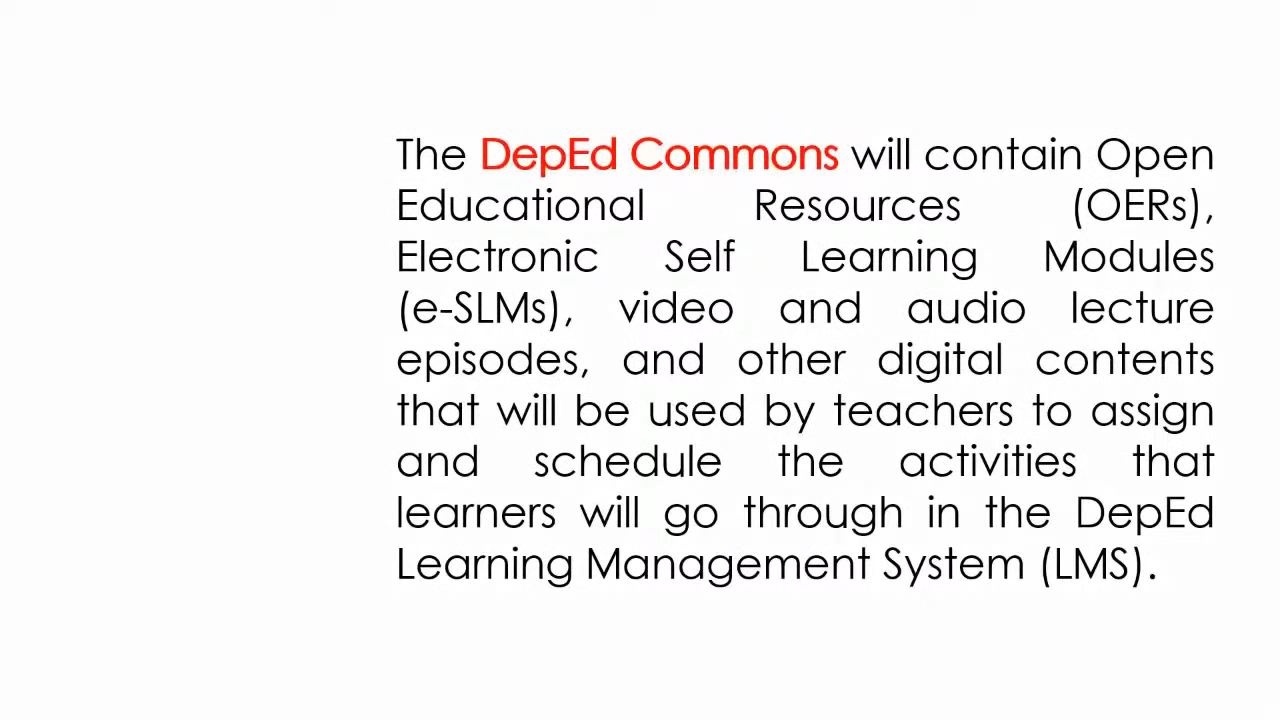 The DepEd Commons will contain Open
Educational Resources (OERs),
Electronic Self Learning Modules
(e-SLMs), video and audio lecture
episodes, and other digital contents
that will be used by teachers to assign
and schedule the activities that
learners will go through in the DepEd
Learning Management System (LMS).